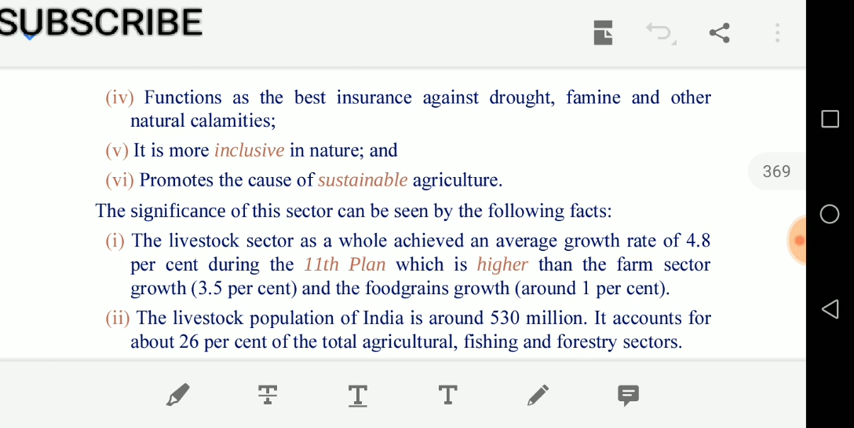 SUBSCRIBE
(iv) Functions as the best insurance against drought, famine and other
natural calamities;
(v) It is more inclusive in nature; and
369
(vi) Promotes the cause of sustainable agriculture.
The significance of this sector can be seen by the following facts:
(i) The livestock sector as a whole achieved an average growth rate of 4.8
per cent during the 11th Plan which is higher than the farm sector
growth (3.5 per cent) and the foodgrains growth (around 1 per cent).
(ii) The livestock population of India is around 530 million. It accounts for
about 26 per cent of the total agricultural, fishing and forestry sectors.
T T T